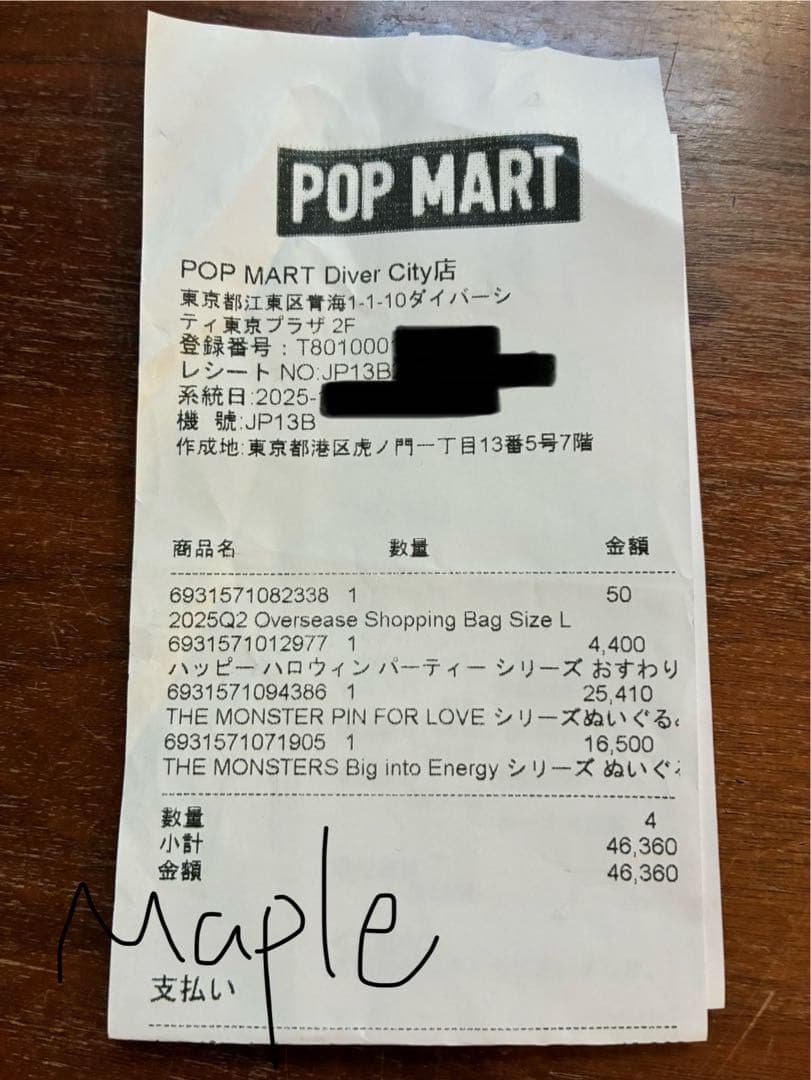 POP MART
POP MART Diver City店
東京都江東区青海1-1-10ダイバーシ
ティ東京プラザ 2F
登録番号：T801000
レシート NO:JP13B
系統日:2025-
機 號:JP13B
作成地:東京都港区虎ノ門一丁目13番5号7階
商品名 数量 金額
6931571082338 1 50
2025Q2 Oversease Shopping Bag Size L
6931571012977 1 4,400
ハッピー ハロウィン パーティー シリーズ おすわり
6931571094386 1 25,410
THE MONSTER PIN FOR LOVE シリーズぬいぐる
6931571071905 1 16,500
THE MONSTERS Big into Energy シリーズ ぬいぐ
數量 4
小計 46,360
金額 46,360
Maple
支払い